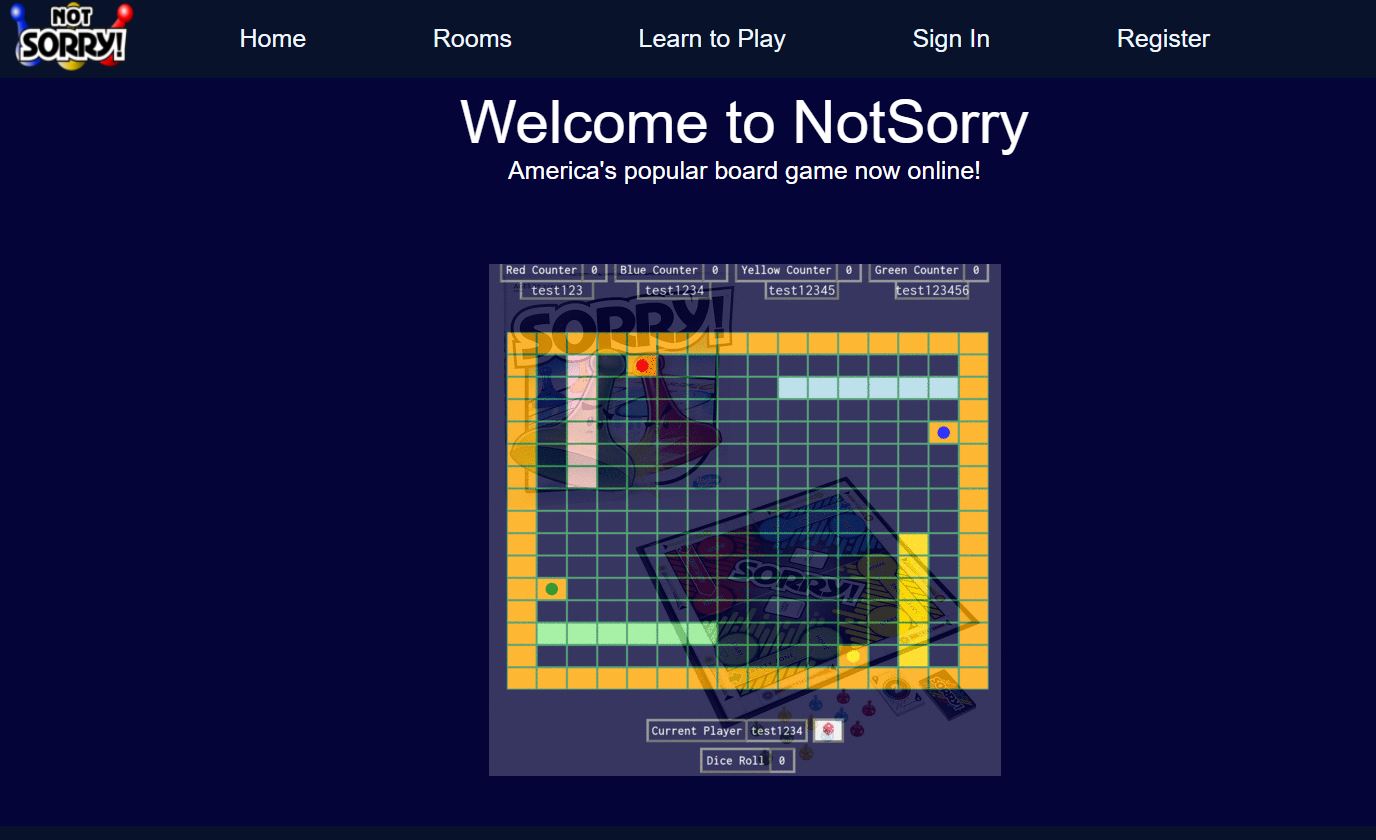 NOT
SORRY!
Home Rooms Learn to Play Sign In Register
Welcome to NotSorry
America's popular board game now online!
Red Counter 0 Blue Counter 0 Yellow Counter 0 Green Counter 0
test123 test1234 test12345 test123456
SORRY!
SORRY!
Current Player test1234
Dice Roll 0